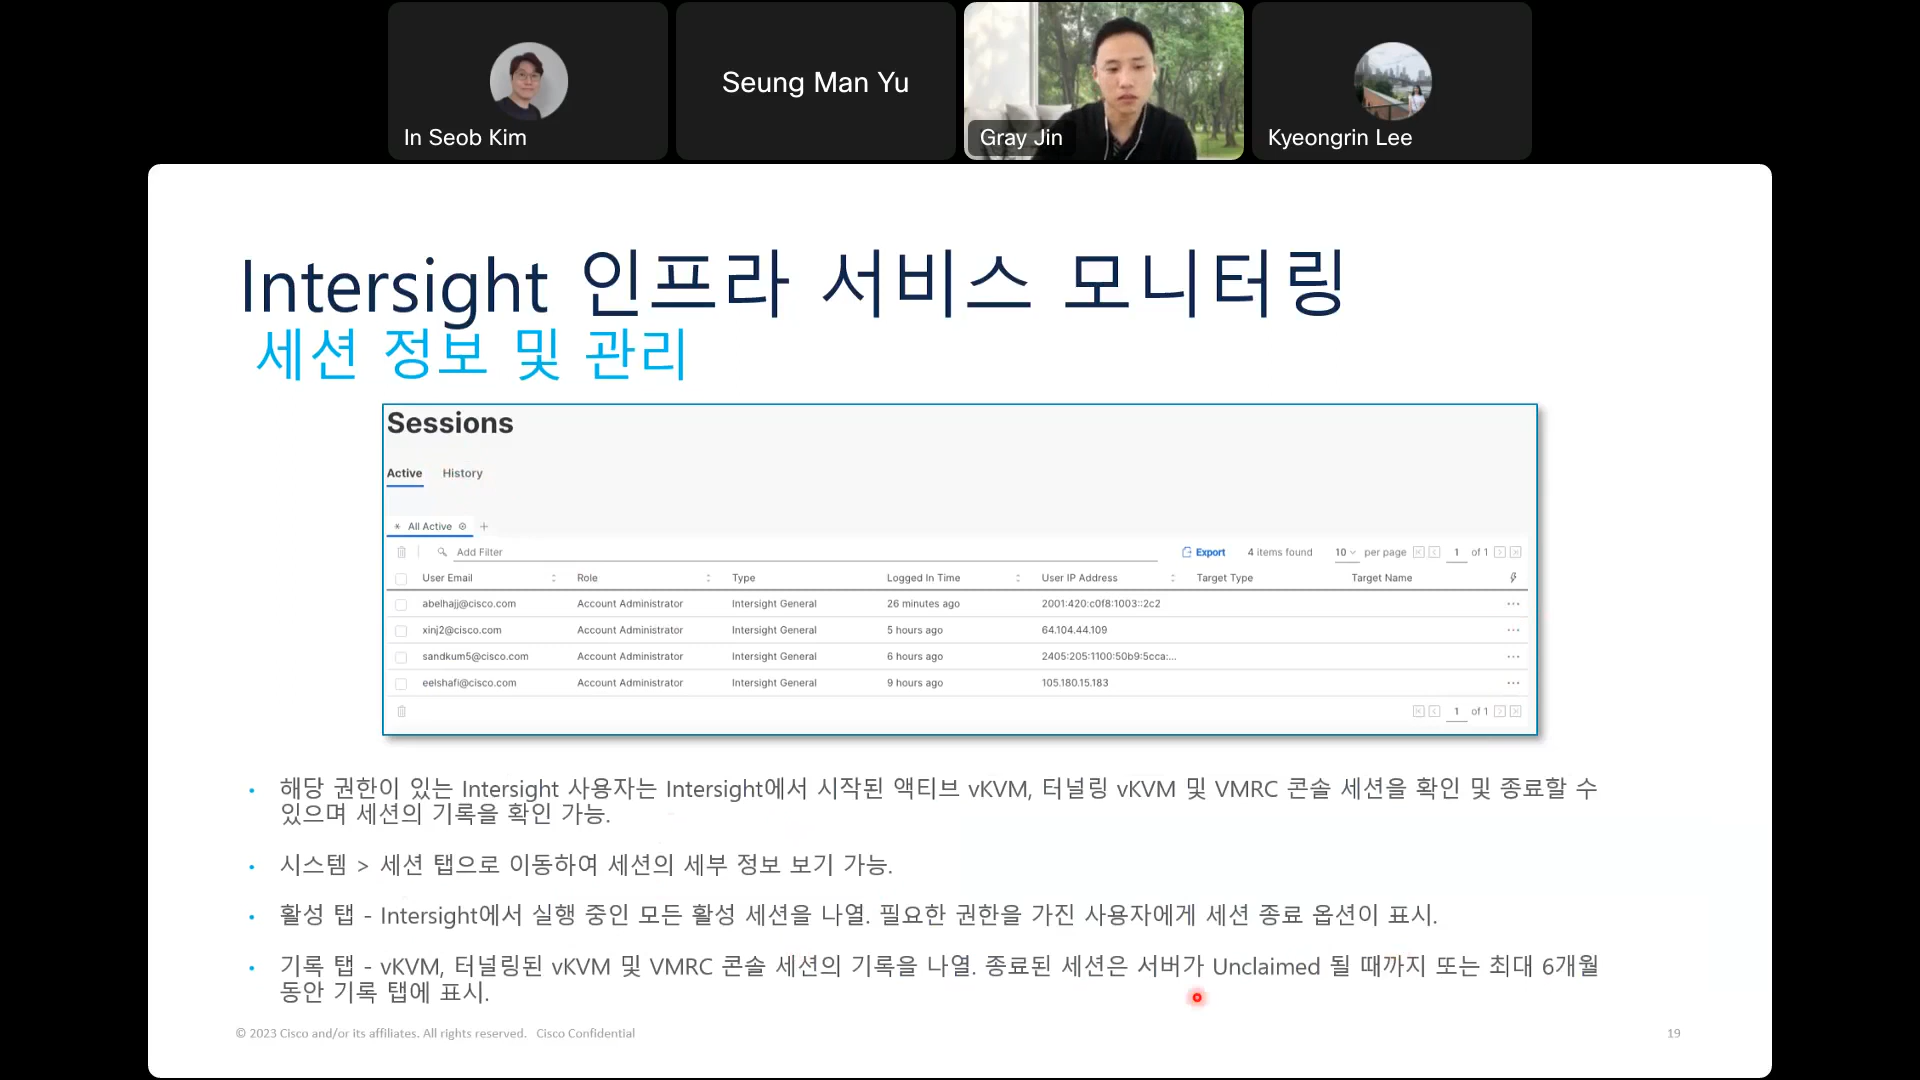 In Seob Kim
Seung Man Yu
Gray Jin
Kyeongrin Lee
Intersight 인프라 서비스 모니터링
세션 정보 및 관리
Sessions
Active History
All Active
Add Filter Export 4 items found 10 per page 1 of 1
User Email Role Type Logged In Time User IP Address Target Type Target Name
abelhajj@cisco.com Account Administrator Intersight General 26 minutes ago 2001:420:c0f8:1003::2c2 ...
xinj2@cisco.com Account Administrator Intersight General 5 hours ago 64.104.44.109 ...
sandkum5@cisco.com Account Administrator Intersight General 6 hours ago 2405:205:1100:50b9:5cca:... ...
eelshafi@cisco.com Account Administrator Intersight General 9 hours ago 105.180.15.183 ...
1 of 1
• 해당 권한이 있는 Intersight 사용자는 Intersight에서 시작된 액티브 vKVM, 터널링 vKVM 및 VMRC 콘솔 세션을 확인 및 종료할 수
있으며 세션의 기록을 확인 가능.
• 시스템 > 세션 탭으로 이동하여 세션의 세부 정보 보기 가능.
• 활성 탭 - Intersight에서 실행 중인 모든 활성 세션을 나열. 필요한 권한을 가진 사용자에게 세션 종료 옵션이 표시.
• 기록 탭 - vKVM, 터널링된 vKVM 및 VMRC 콘솔 세션의 기록을 나열. 종료된 세션은 서버가 Unclaimed 될 때까지 또는 최대 6개월
동안 기록 탭에 표시.
© 2023 Cisco and/or its affiliates. All rights reserved. Cisco Confidential
19